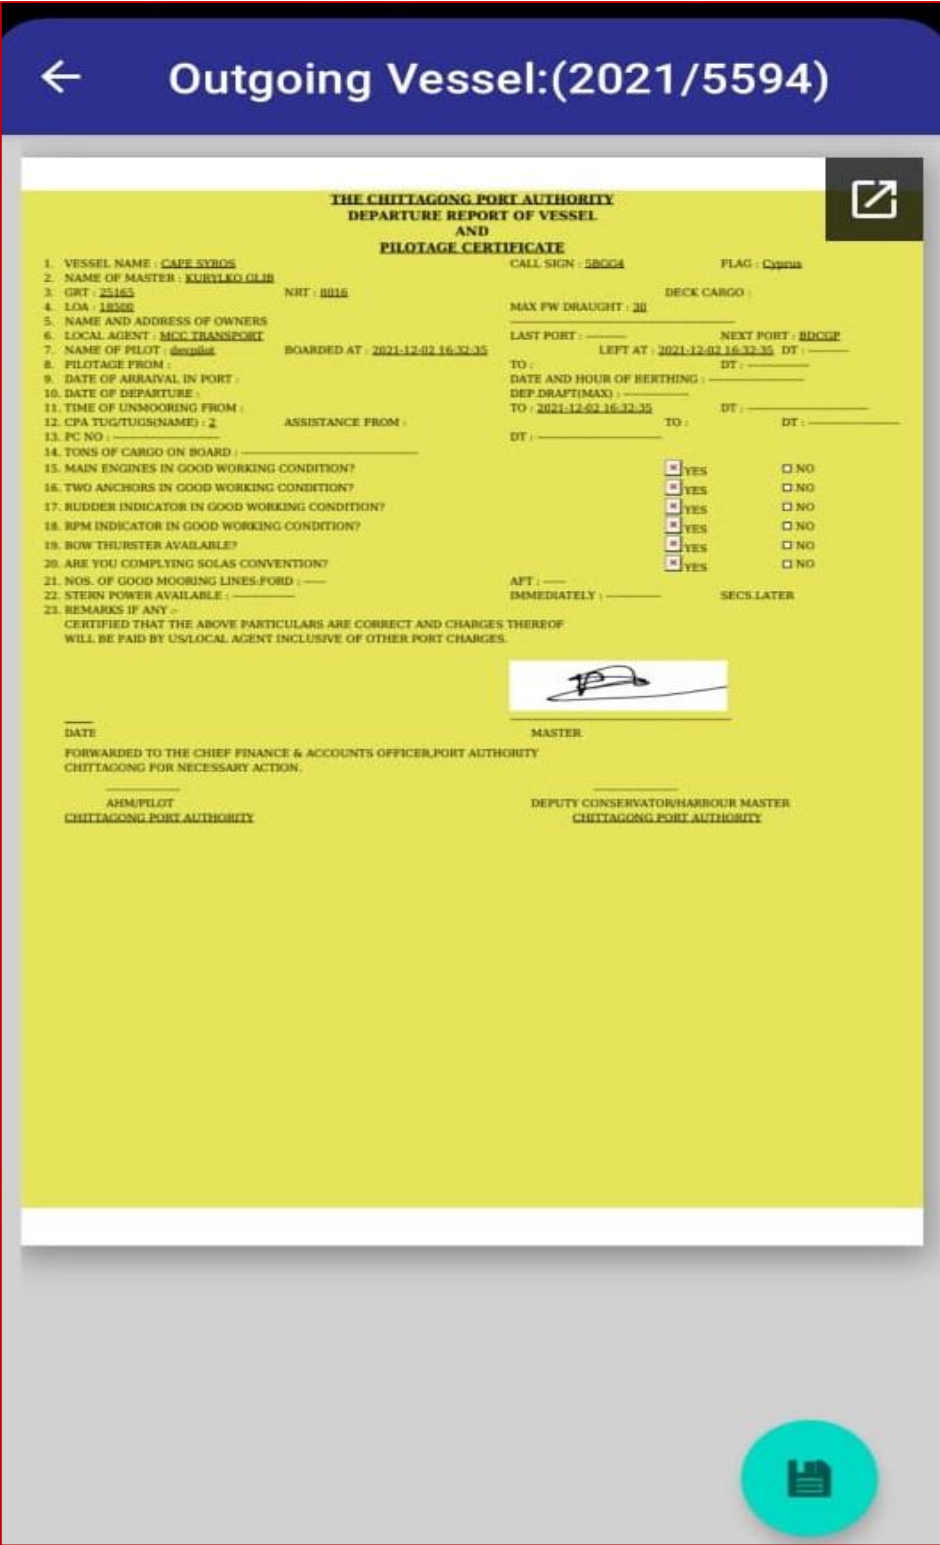 Outgoing Vessel:(2021/5594)
THE CHITTAGONG PORT AUTHORITY
DEPARTURE REPORT OF VESSEL
AND
PILOTAGE CERTIFICATE
1. VESSEL NAME : CAPE SYROS CALL SIGN : 5BGG4 FLAG : Cyprus
2. NAME OF MASTER : KURYLKO GLIB
3. GRT : 25165 NRT : 8016 DECK CARGO :
4. LOA : 18500 MAX FW DRAUGHT : 30
5. NAME AND ADDRESS OF OWNERS
6. LOCAL AGENT : MCC TRANSPORT LAST PORT : NEXT PORT : BDCGP
7. NAME OF PILOT : devpilot BOARDED AT : 2021-12-02 16:32:35 LEFT AT : 2021-12-02 16:32:35 DT :
8. PILOTAGE FROM : TO : DT :
9. DATE OF ARRAIVAL IN PORT : DATE AND HOUR OF BERTHING :
10. DATE OF DEPARTURE : DEP.DRAFT(MAX) :
11. TIME OF UNMOORING FROM : TO : 2021-12-02 16:32:35 DT :
12. CPA TUG/TUGS(NAME) : 2 ASSISTANCE FROM : TO : DT :
13. PC NO : DT :
14. TONS OF CARGO ON BOARD :
15. MAIN ENGINES IN GOOD WORKING CONDITION? YES NO
16. TWO ANCHORS IN GOOD WORKING CONDITION? YES NO
17. RUDDER INDICATOR IN GOOD WORKING CONDITION? YES NO
18. RPM INDICATOR IN GOOD WORKING CONDITION? YES NO
19. BOW THURSTER AVAILABLE? YES NO
20. ARE YOU COMPLYING SOLAS CONVENTION? YES NO
21. NOS. OF GOOD MOORING LINES:FORD : AFT :
22. STERN POWER AVAILABLE : IMMEDIATELY : SECS.LATER
23. REMARKS IF ANY :-
CERTIFIED THAT THE ABOVE PARTICULARS ARE CORRECT AND CHARGES THEREOF
WILL BE PAID BY US/LOCAL AGENT INCLUSIVE OF OTHER PORT CHARGES.
DATE MASTER
FORWARDED TO THE CHIEF FINANCE & ACCOUNTS OFFICER,PORT AUTHORITY
CHITTAGONG FOR NECESSARY ACTION.
AHM/PILOT DEPUTY CONSERVATOR/HARBOUR MASTER
CHITTAGONG PORT AUTHORITY CHITTAGONG PORT AUTHORITY